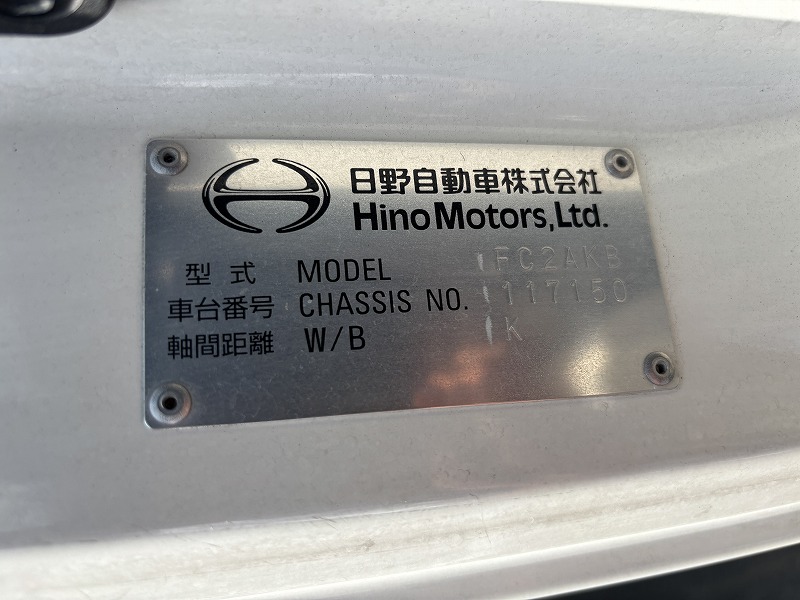 日野自動車株式会社
Hino Motors, Ltd.
型式 MODEL FC2AKB
車台番号 CHASSIS NO. 117150
軸間距離 W/B K